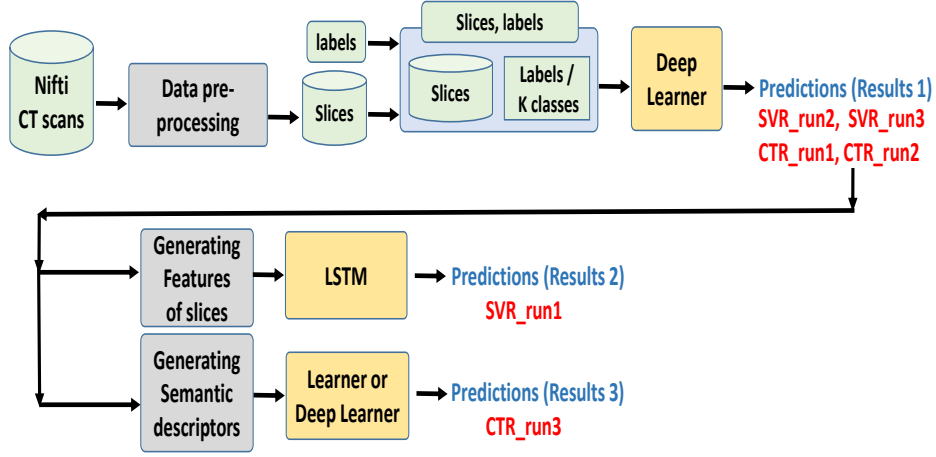 Nifti
CT scans
Data pre-
processing
labels
Slices
Slices, labels
Slices
Labels /
K classes
Deep
Learner
Predictions (Results 1)
SVR_run2, SVR_run3
CTR_run1, CTR_run2
Generating
Features
of slices
LSTM
Predictions (Results 2)
SVR_run1
Generating
Semantic
descriptors
Learner or
Deep Learner
Predictions (Results 3)
CTR_run3